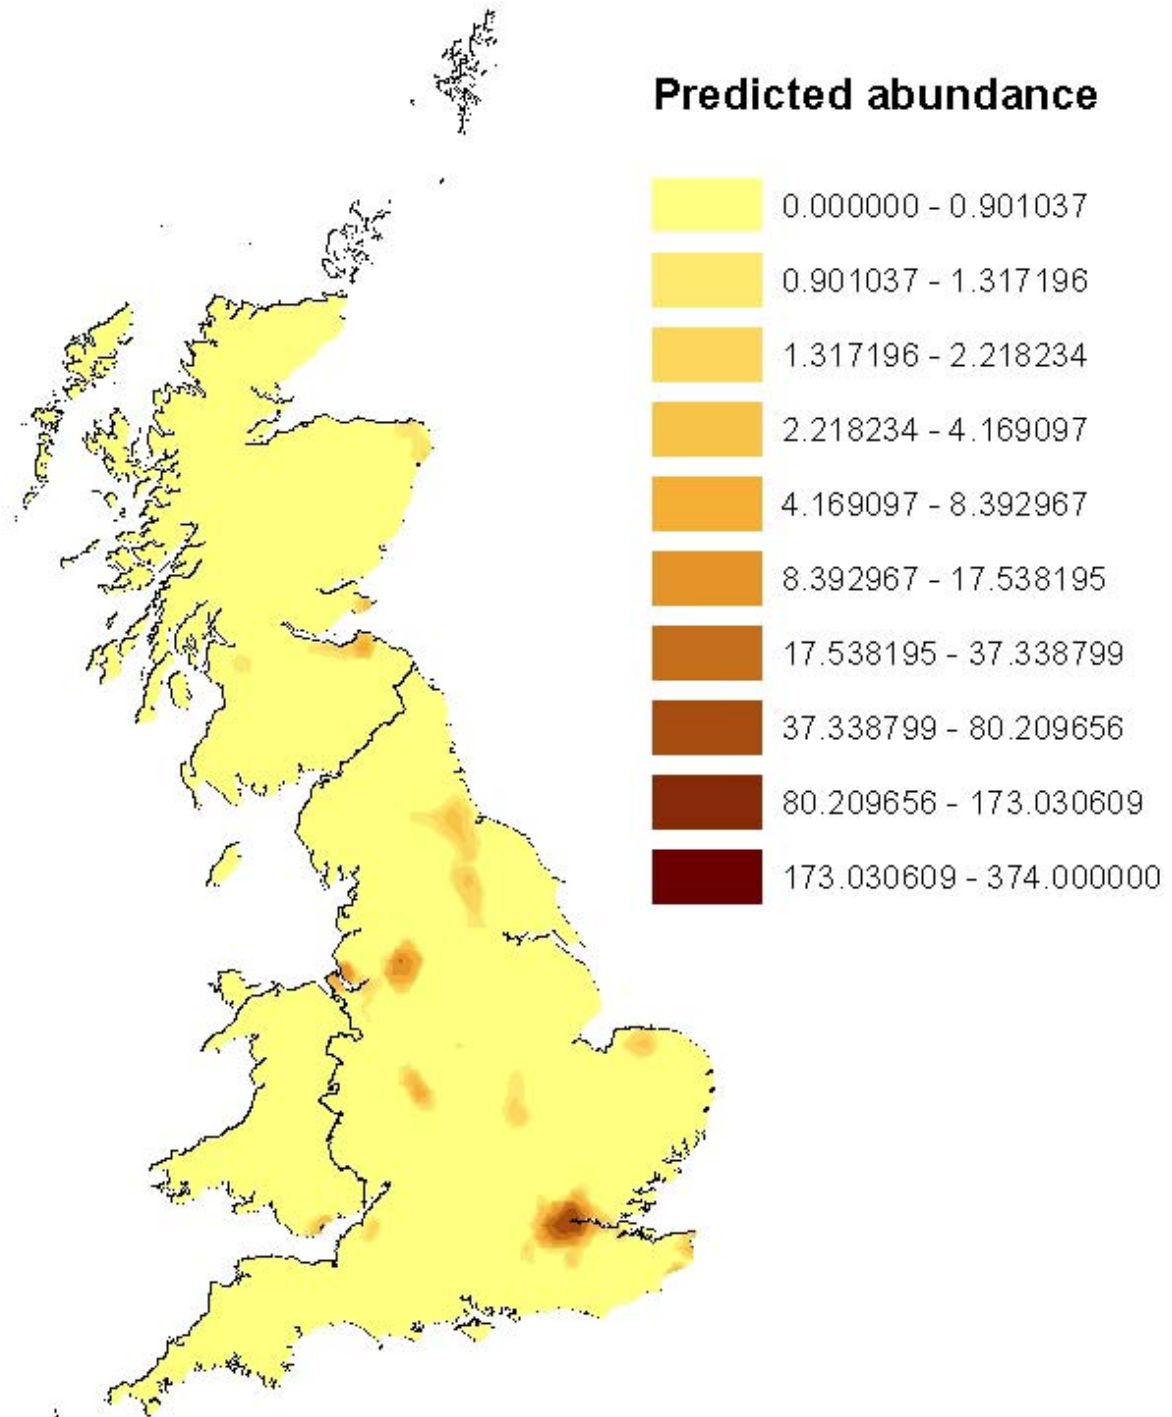 Predicted abundance
0.000000 - 0.901037
0.901037 - 1.317196
1.317196 - 2.218234
2.218234 - 4.169097
4.169097 - 8.392967
8.392967 - 17.538195
17.538195 - 37.338799
37.338799 - 80.209656
80.209656 - 173.030609
173.030609 - 374.000000